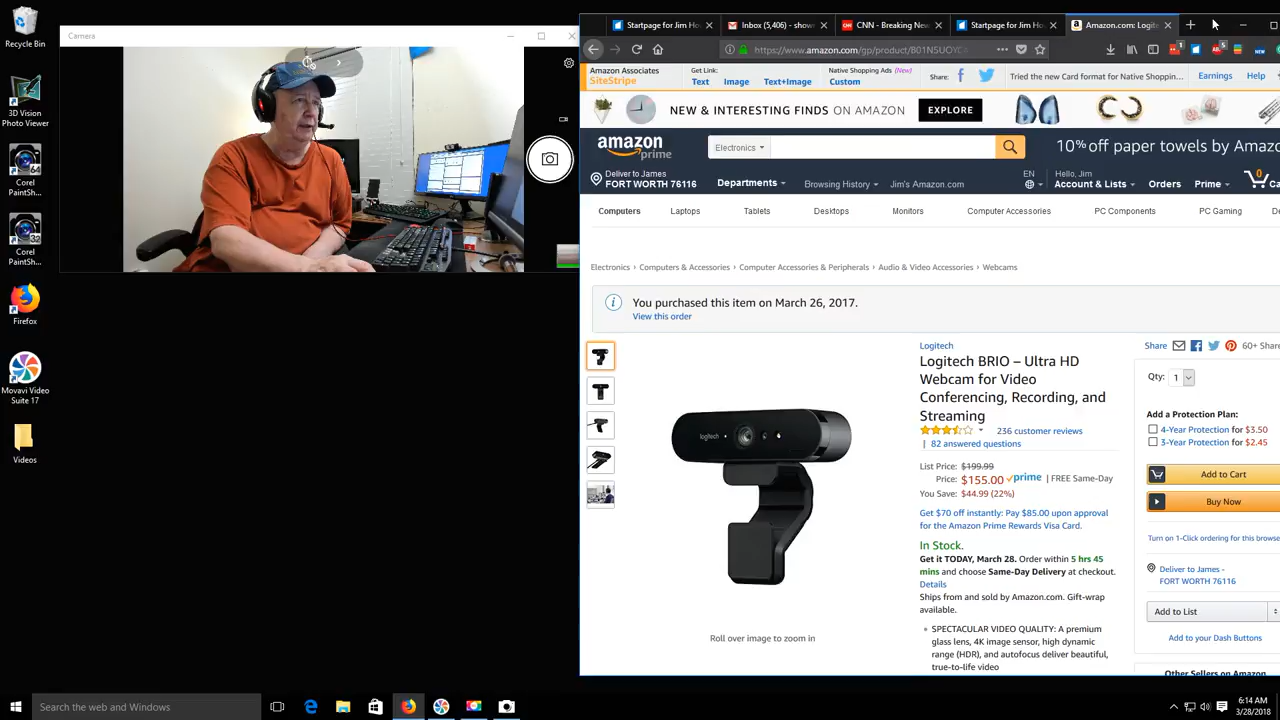 Recycle Bin
3D Vision
Photo Viewer
Corel
PaintSh...
Corel
PaintSh...
Firefox
Movavi Video
Suite 17
Videos
Camera
Startpage for Jim Ho
Inbox (5,406) - show
CNN - Breaking New
Startpage for Jim Ho
Amazon.com: Logit
https://www.amazon.com/gp/product/B01N5UOYC
Amazon Associates
SiteStripe
Get Link:
Text
Image
Text+Image
Native Shopping Ads (New)
Custom
Share:
Tried the new Card format for Native Shoppin...
Earnings
Help
NEW & INTERESTING FINDS ON AMAZON
EXPLORE
amazon
prime
Electronics
10% off paper towels by Amazo
Deliver to James
FORT WORTH 76116
Departments
Browsing History
Jim's Amazon.com
EN
Hello, Jim
Account & Lists
Orders
Prime
0
Ca
Computers
Laptops
Tablets
Desktops
Monitors
Computer Accessories
PC Components
PC Gaming
De
Electronics › Computers & Accessories › Computer Accessories & Peripherals › Audio & Video Accessories › Webcams
You purchased this item on March 26, 2017.
View this order
logitech
Roll over image to zoom in
Logitech
Logitech BRIO – Ultra HD
Webcam for Video
Conferencing, Recording, and
Streaming
236 customer reviews
| 82 answered questions
List Price: $199.99
Price: $155.00 prime | FREE Same-Day
You Save: $44.99 (22%)
Get $70 off instantly: Pay $85.00 upon approval
for the Amazon Prime Rewards Visa Card.
In Stock.
Get it TODAY, March 28. Order within 5 hrs 45
mins and choose Same-Day Delivery at checkout.
Details
Ships from and sold by Amazon.com. Gift-wrap
available.
SPECTACULAR VIDEO QUALITY: A premium
glass lens, 4K image sensor, high dynamic
range (HDR), and autofocus deliver beautiful,
true-to-life video
Share
60+ Share
Qty: 1
Add a Protection Plan:
4-Year Protection for $3.50
3-Year Protection for $2.45
Add to Cart
Buy Now
Turn on 1-Click ordering for this browse
Deliver to James -
FORT WORTH 76116
Add to List
Add to your Dash Buttons
Other Sellers on Amazon
Search the web and Windows
6:14 AM
3/28/2018